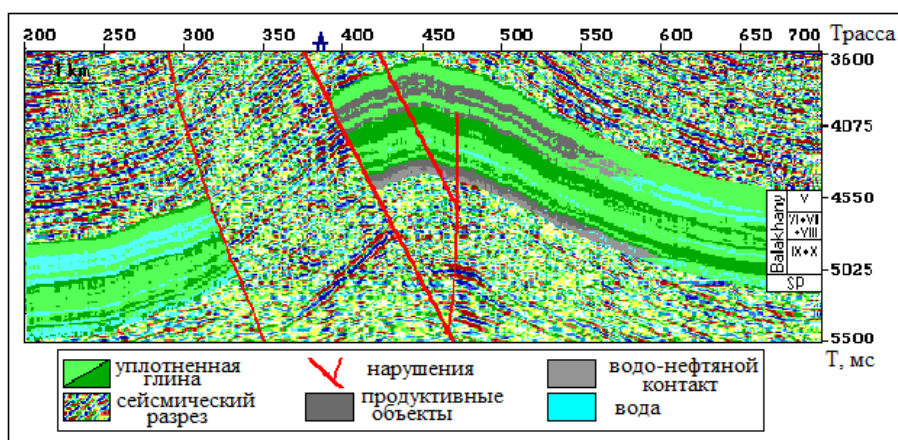 200 250 300 350 400 450 500 550 600 650 700 Трасса
7.1 km
3600
4075
4550
5025
5500
Т, мс
Balakhany
V
VI+VII
+VIII
IX+X
SP
уплотненная
глина
нарушения
водо-нефтяной
контакт
сейсмический
разрез
продуктивные
объекты
вода